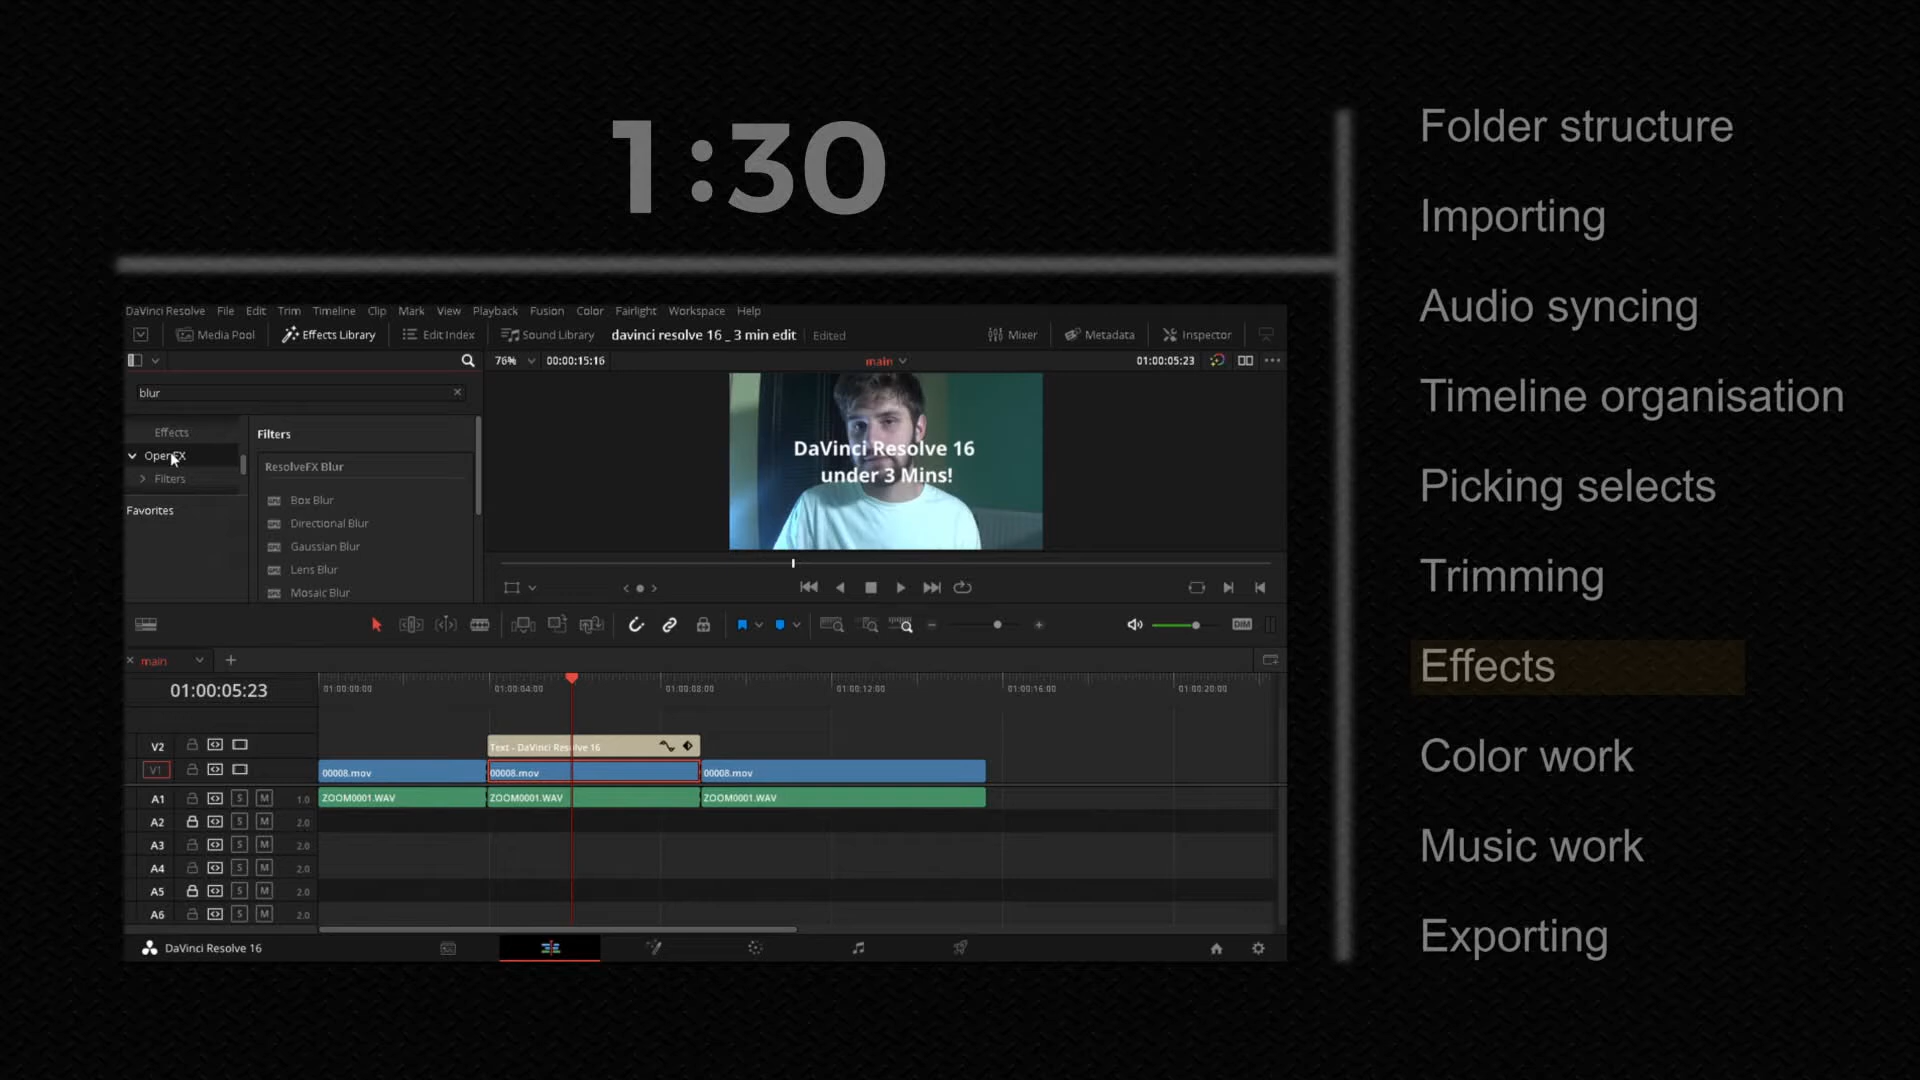 1:30
Folder structure
Importing
Audio syncing
Timeline organisation
Picking selects
Trimming
Effects
Color work
Music work
Exporting
DaVinci Resolve File Edit Trim Timeline Clip Mark View Playback Fusion Color Fairlight Workspace Help
Media Pool Effects Library Edit Index Sound Library davinci resolve 16 _ 3 min edit Edited Mixer Metadata Inspector
76% 00:00:15:16 main 01:00:05:23
blur
Effects
OpenFX
Filters
Favorites
Filters
ResolveFX Blur
Box Blur
Directional Blur
Gaussian Blur
Lens Blur
Mosaic Blur
DaVinci Resolve 16
under 3 Mins!
DIM
main
01:00:05:23 01:00:00:00 01:00:04:00 01:00:08:00 01:00:12:00 01:00:16:00 01:00:20:00
V2 Text - DaVinci Resolve 16
V1 00008.mov 00008.mov 00008.mov
A1 S M 1.0 ZOOM0001.WAV ZOOM0001.WAV ZOOM0001.WAV
A2 S M 2.0
A3 S M 2.0
A4 S M 2.0
A5 S M 2.0
A6 S M 2.0
DaVinci Resolve 16